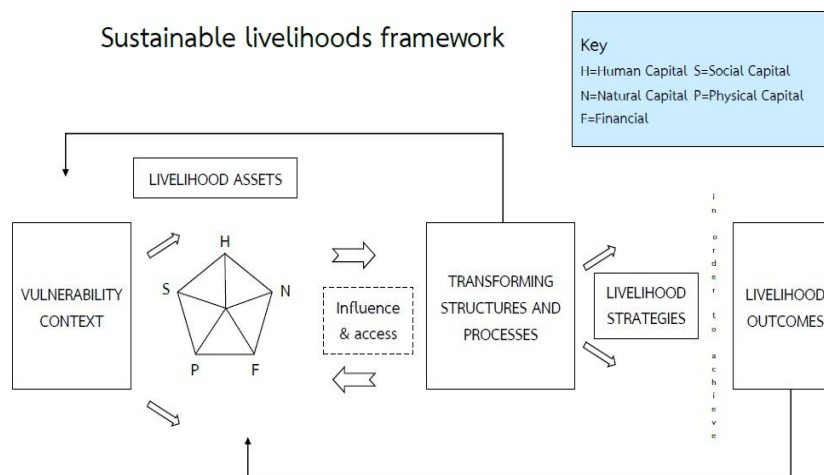 Sustainable livelihoods framework
Key
H=Human Capital S=Social Capital
N=Natural Capital P=Physical Capital
F=Financial
LIVELIHOOD ASSETS
VULNERABILITY
CONTEXT
H
S
N
P
F
Influence
& access
TRANSFORMING
STRUCTURES AND
PROCESSES
LIVELIHOOD
STRATEGIES
in order to achieve
LIVELIHOOD
OUTCOMES